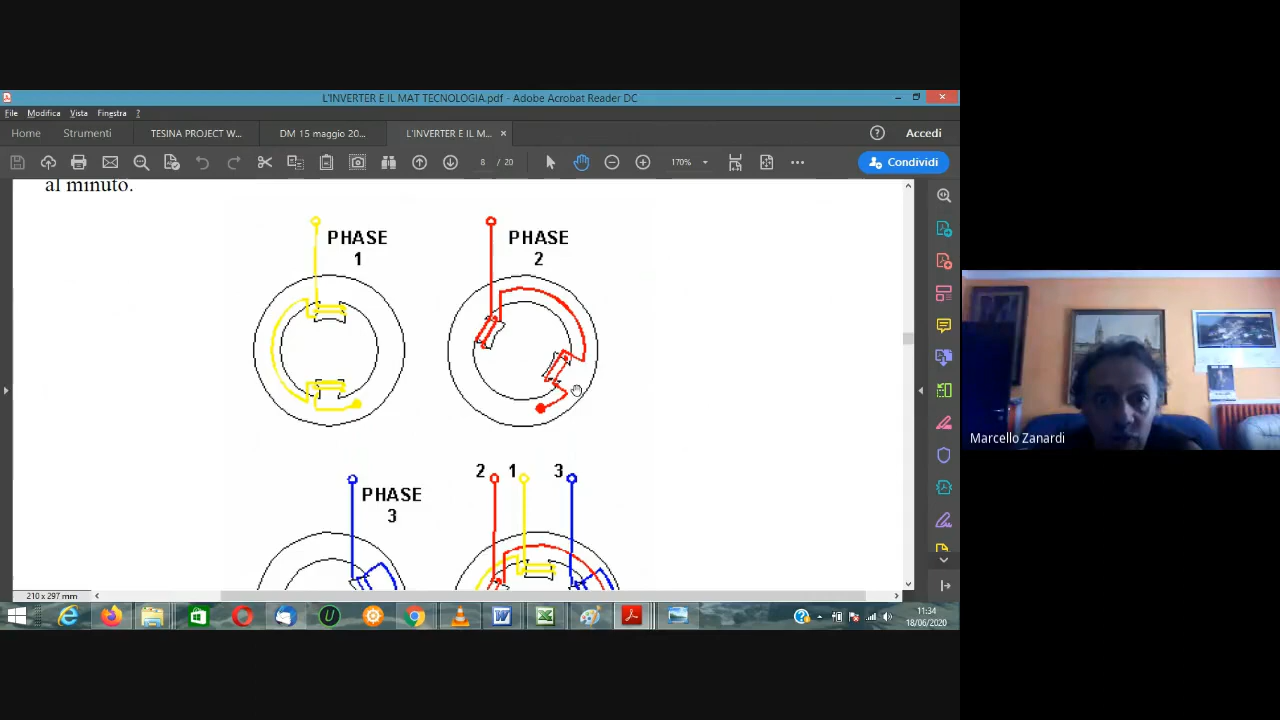 L'INVERTER E IL MAT TECNOLOGIA.pdf - Adobe Acrobat Reader DC
File Modifica Vista Finestra ?
Home Strumenti TESINA PROJECT W... DM 15 maggio 20... L'INVERTER E IL M... × ? Accedi
8 / 20 170% Condividi
al minuto.
PHASE
1
PHASE
2
PHASE
3
2 1 3
Marcello Zanardi
210 x 297 mm
11:34
18/06/2020